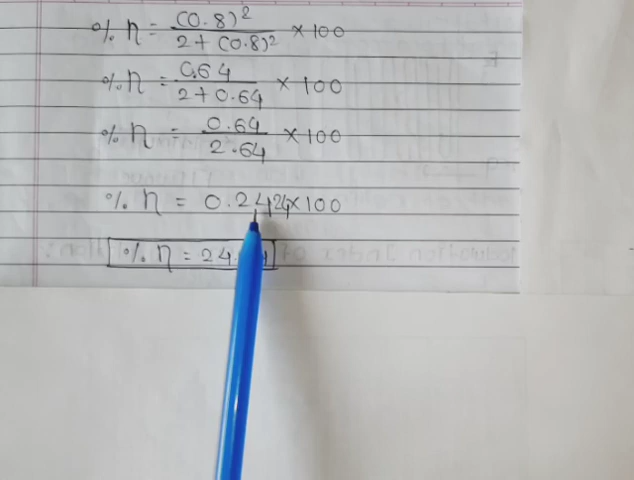 % η = (0.8)² / 2 + (0.8)² × 100
% η = 0.64 / 2 + 0.64 × 100
% η = 0.64 / 2.64 × 100
% η = 0.2424 × 100
% η = 24.